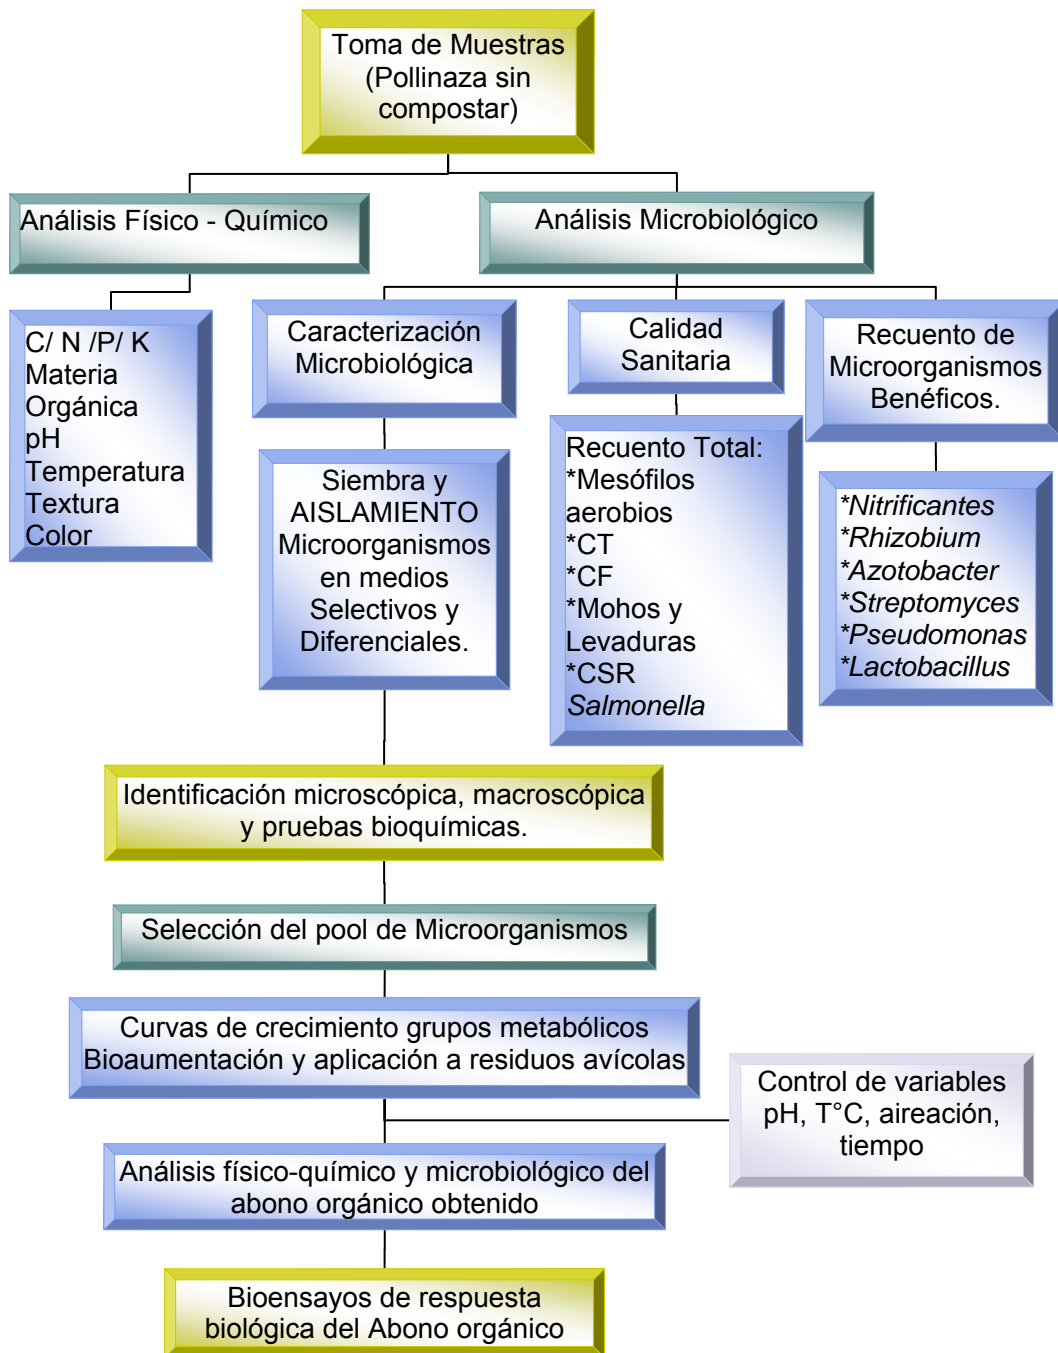 Toma de Muestras
(Pollinaza sin
compostar)
Análisis Físico - Químico
Análisis Microbiológico
C/ N /P/ K
Materia
Orgánica
pH
Temperatura
Textura
Color
Caracterización
Microbiológica
Calidad
Sanitaria
Recuento de
Microorganismos
Benéficos.
Siembra y
AISLAMIENTO
Microorganismos
en medios
Selectivos y
Diferenciales.
Recuento Total:
*Mesófilos
aerobios
*CT
*CF
*Mohos y
Levaduras
*CSR
Salmonella
*Nitrificantes
*Rhizobium
*Azotobacter
*Streptomyces
*Pseudomonas
*Lactobacillus
Identificación microscópica, macroscópica
y pruebas bioquímicas.
Selección del pool de Microorganismos
Curvas de crecimiento grupos metabólicos
Bioaumentación y aplicación a residuos avícolas
Control de variables
pH, T°C, aireación,
tiempo
Análisis físico-químico y microbiológico del
abono orgánico obtenido
Bioensayos de respuesta
biológica del Abono orgánico